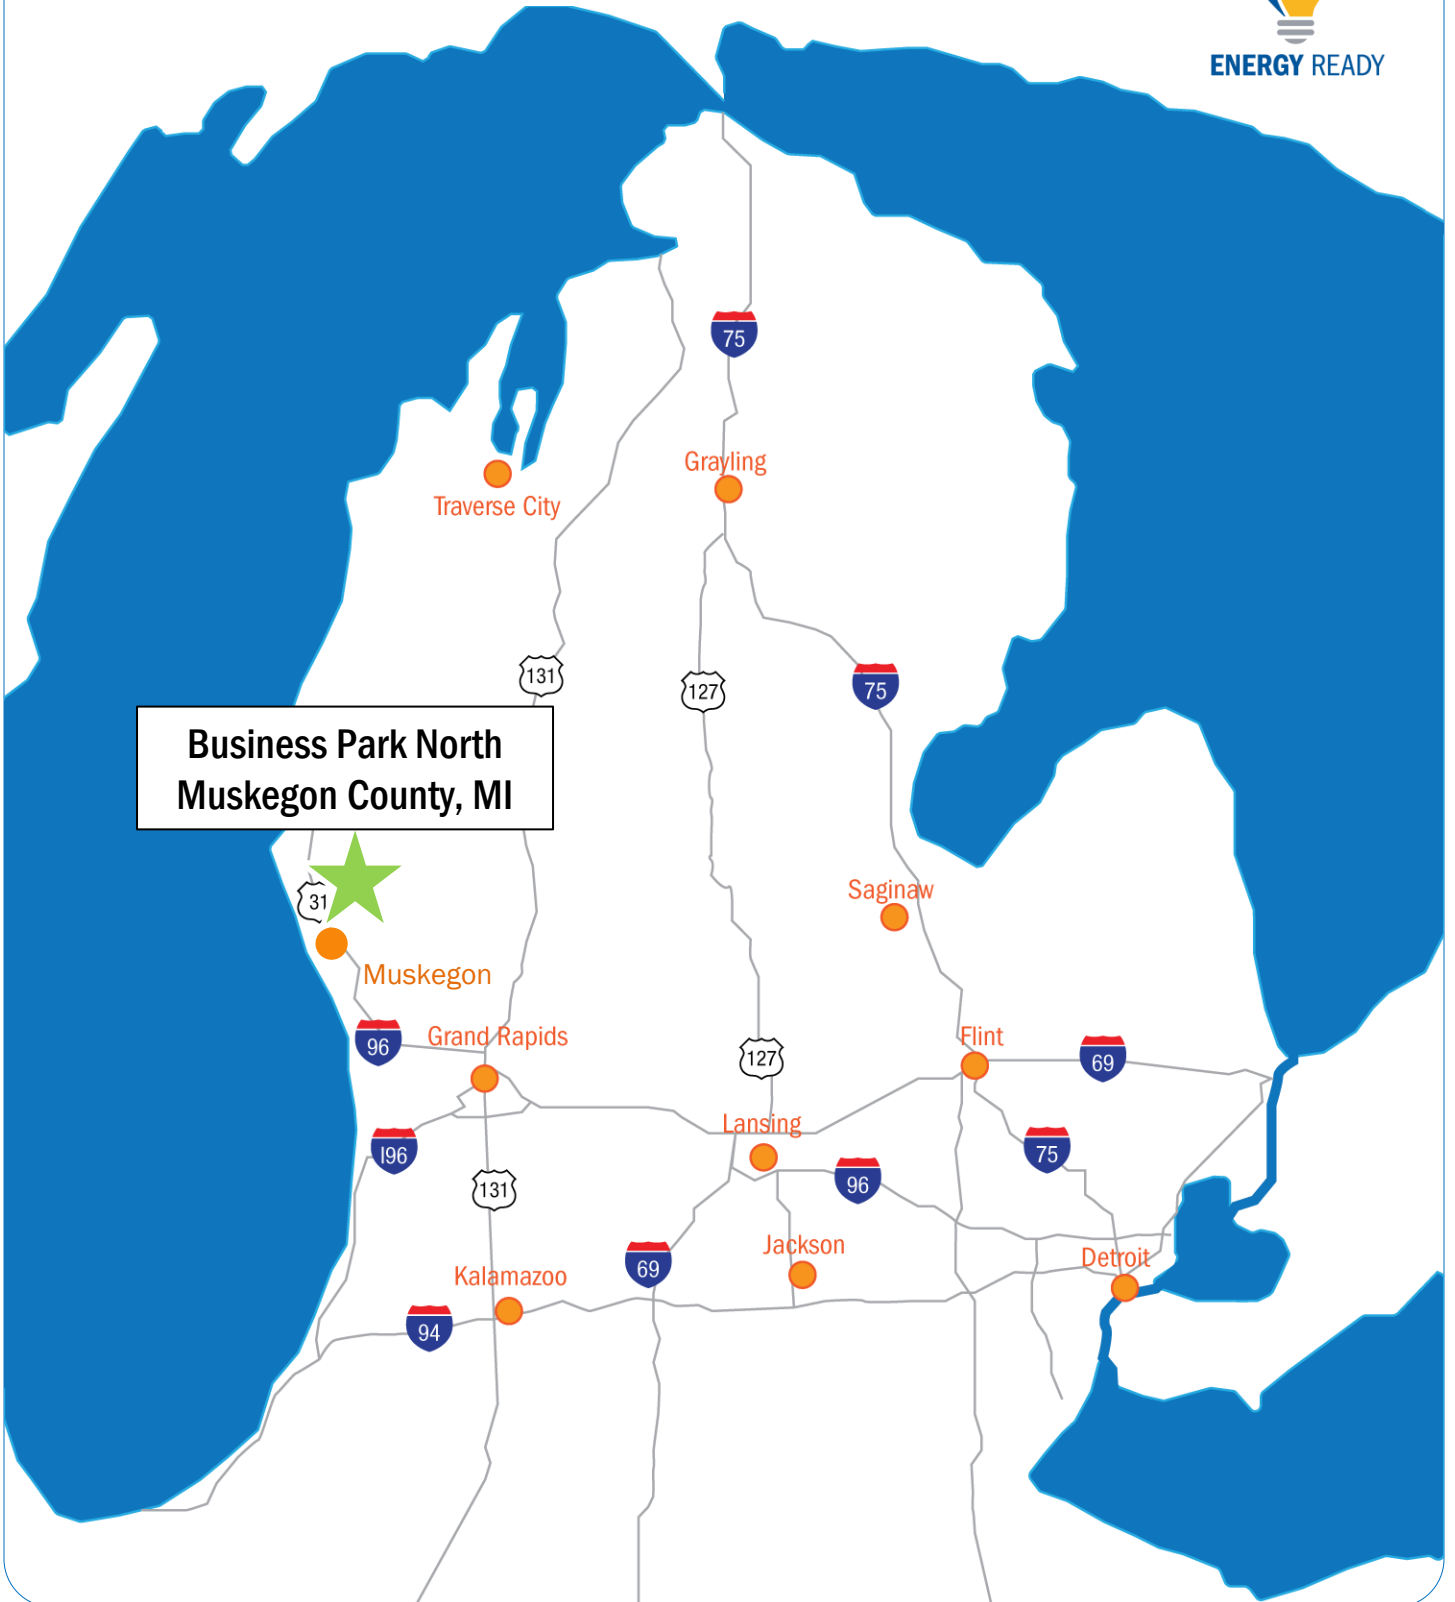 ENERGY READY
75
Grayling
Traverse City
131
127
75
Business Park North
Muskegon County, MI
31
Saginaw
Muskegon
96
Grand Rapids
127
Flint
69
Lansing
I96
75
96
131
Jackson
69
Detroit
Kalamazoo
94